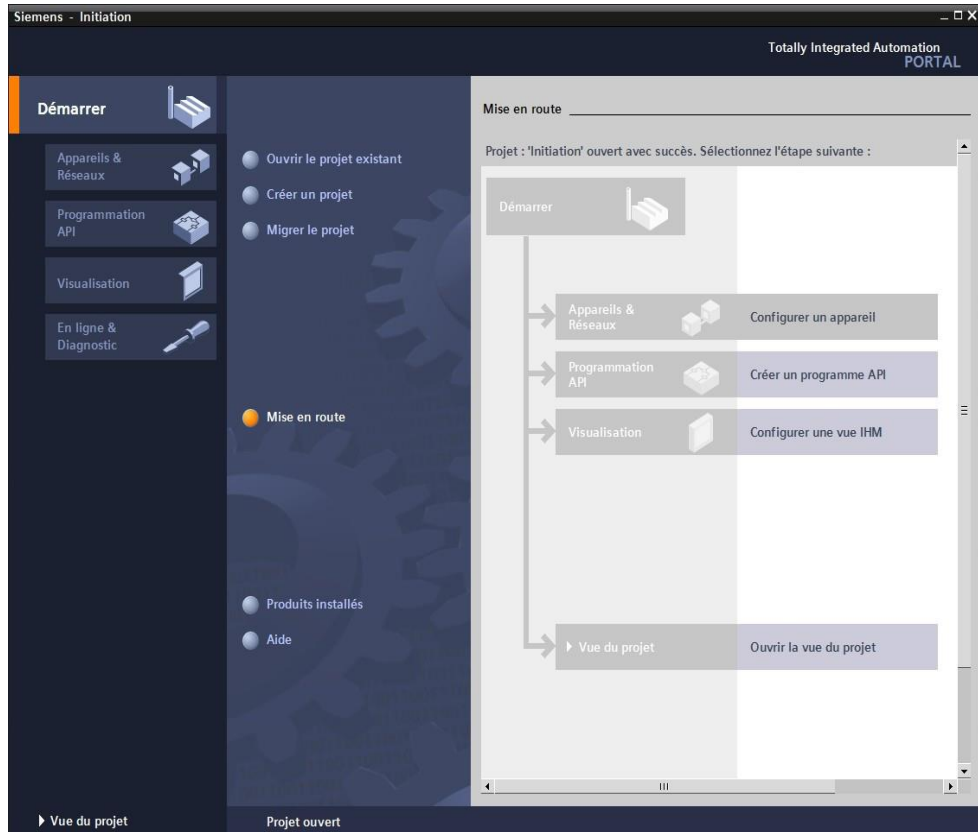 Siemens - Initiation
Totally Integrated Automation
PORTAL
Démarrer
Appareils &
Réseaux
Programmation
API
Visualisation
En ligne &
Diagnostic
Ouvrir le projet existant
Créer un projet
Migrer le projet
Mise en route
Produits installés
Aide
Mise en route
Projet : 'Initiation' ouvert avec succès. Sélectionnez l'étape suivante :
Démarrer
Appareils &
Réseaux
Configurer un appareil
Programmation
API
Créer un programme API
Visualisation
Configurer une vue IHM
Vue du projet
Ouvrir la vue du projet
Vue du projet
Projet ouvert